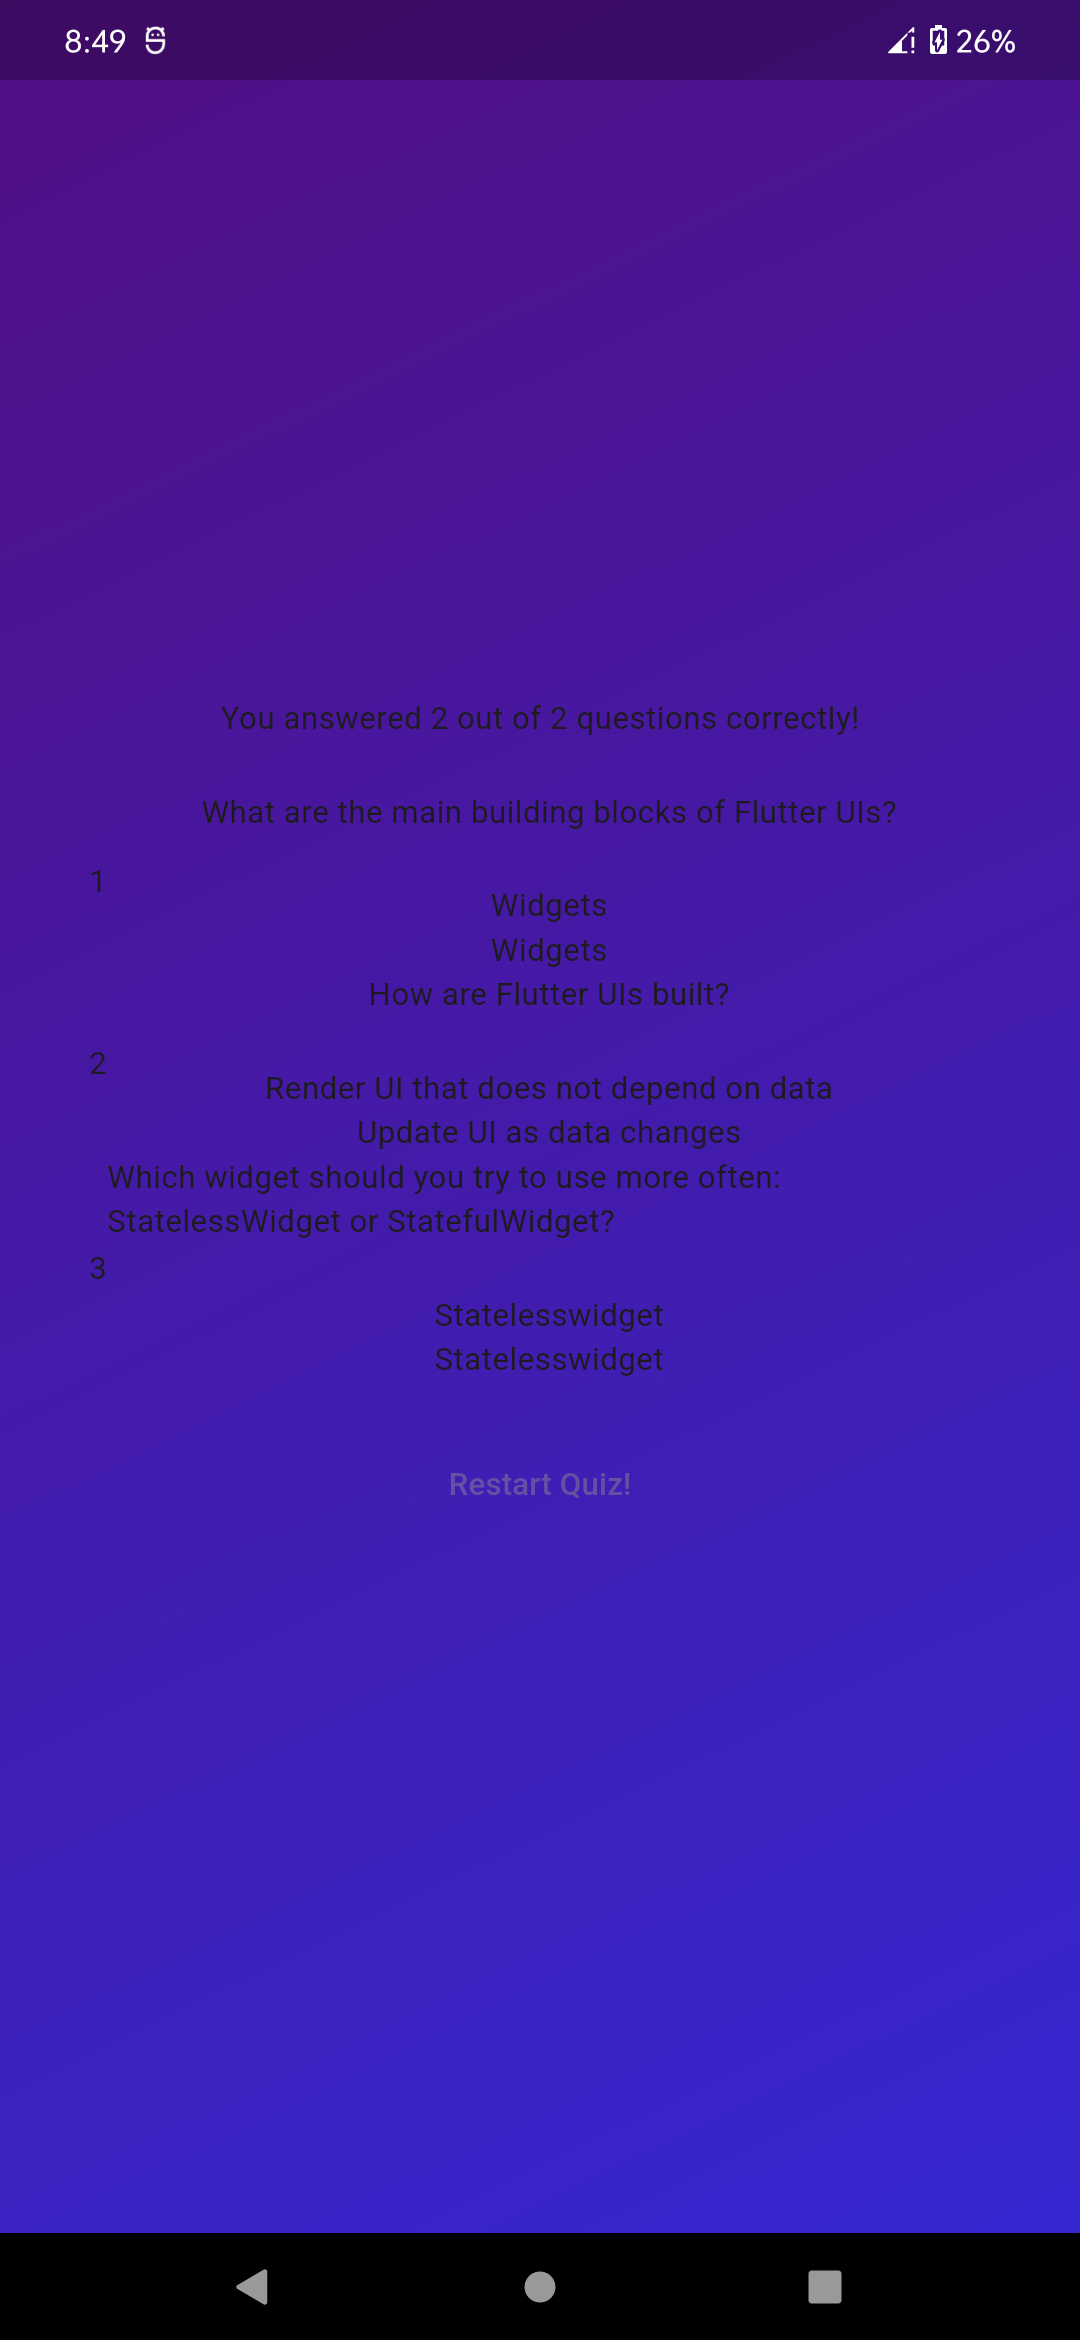 8:49 26%
You answered 2 out of 2 questions correctly!
What are the main building blocks of Flutter UIs?
1
Widgets
Widgets
How are Flutter UIs built?
2
Render UI that does not depend on data
Update UI as data changes
Which widget should you try to use more often:
StatelessWidget or StatefulWidget?
3
Statelesswidget
Statelesswidget
Restart Quiz!